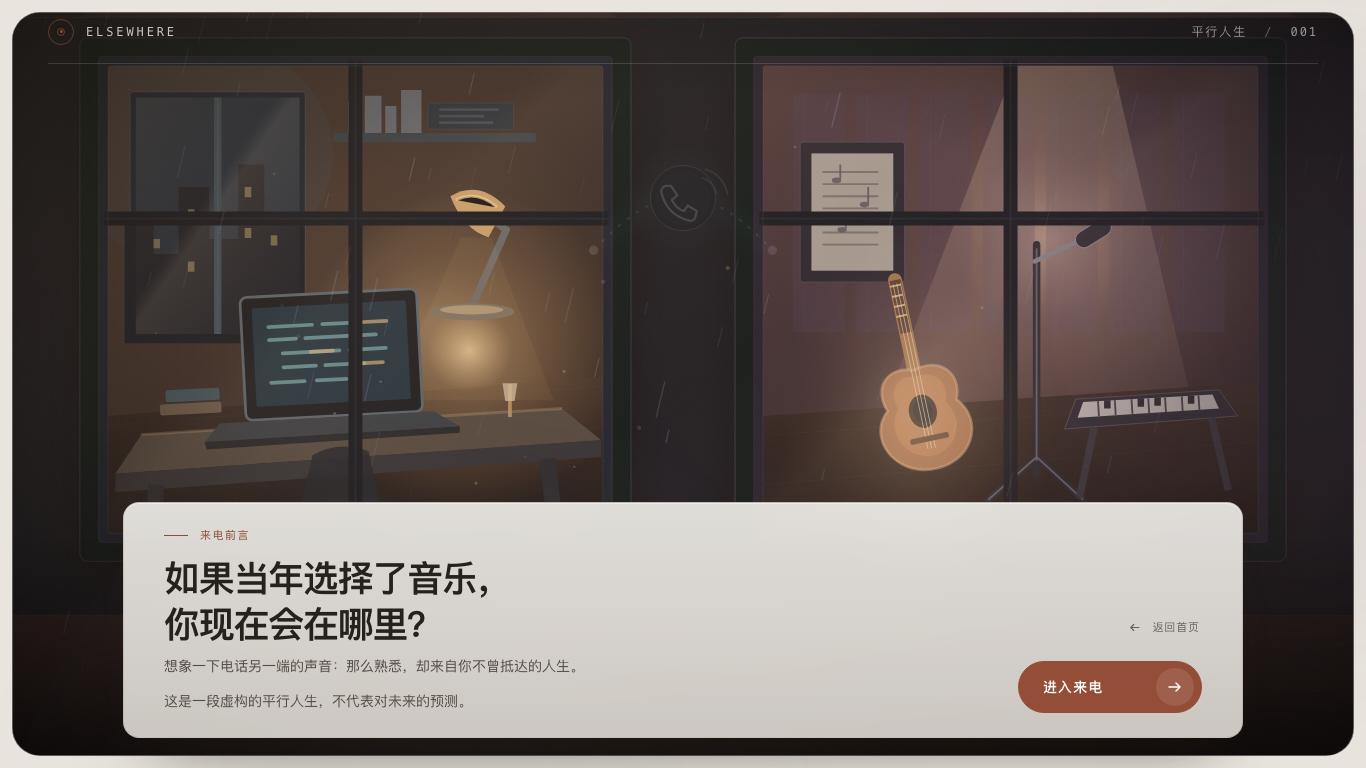 ELSEWHERE
平行人生 / 001
来电前言
如果当年选择了音乐，
你现在会在哪里？
想象一下电话另一端的声音：那么熟悉，却来自你不曾抵达的人生。
这是一段虚构的平行人生，不代表对未来的预测。
← 返回首页
进入来电 →